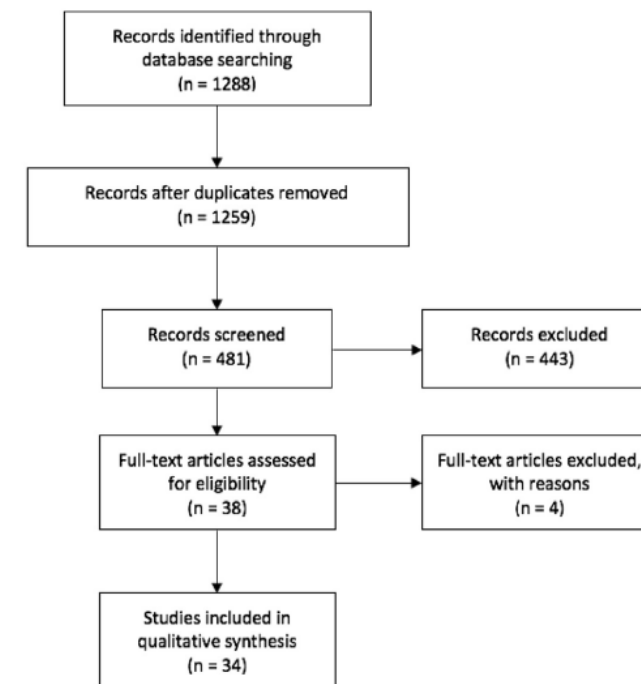 Records identified through
database searching
(n = 1288)
Records after duplicates removed
(n = 1259)
Records screened
(n = 481)
Records excluded
(n = 443)
Full-text articles assessed
for eligibility
(n = 38)
Full-text articles excluded,
with reasons
(n = 4)
Studies included in
qualitative synthesis
(n = 34)